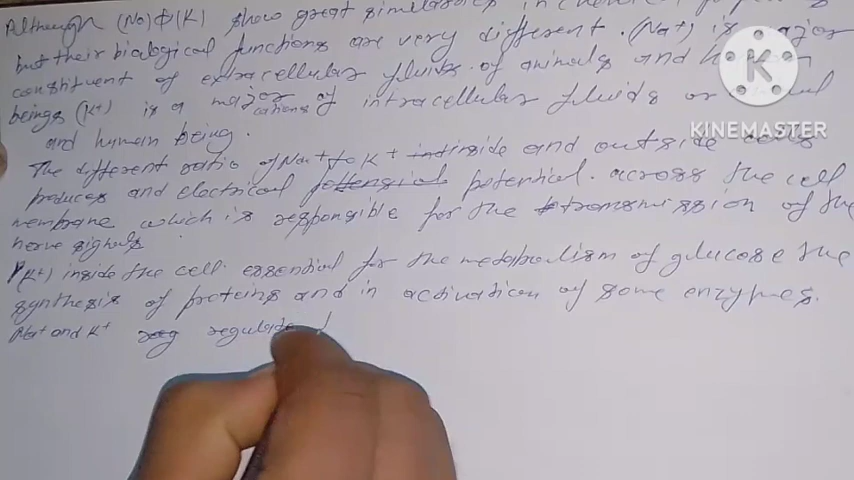 Although (Na) & (K) show great similarities in chemical
but their biological functions are very different. (Na+) is major
constituent of extracellular fluids of animals and human
beings (K+) is a major cations of intracellular fluids or
and human being.
The different ratio of Na+ to K+ inside and outside cells
produces and electrical potential across the cell
membrane which is responsible for the transmission of the
nerve signals
(K+) inside the cell essential for the metabolism of glucose the
synthesis of proteins and in activation of some enzymes.
Na+ and K+ reg regulate
K
KINEMASTER